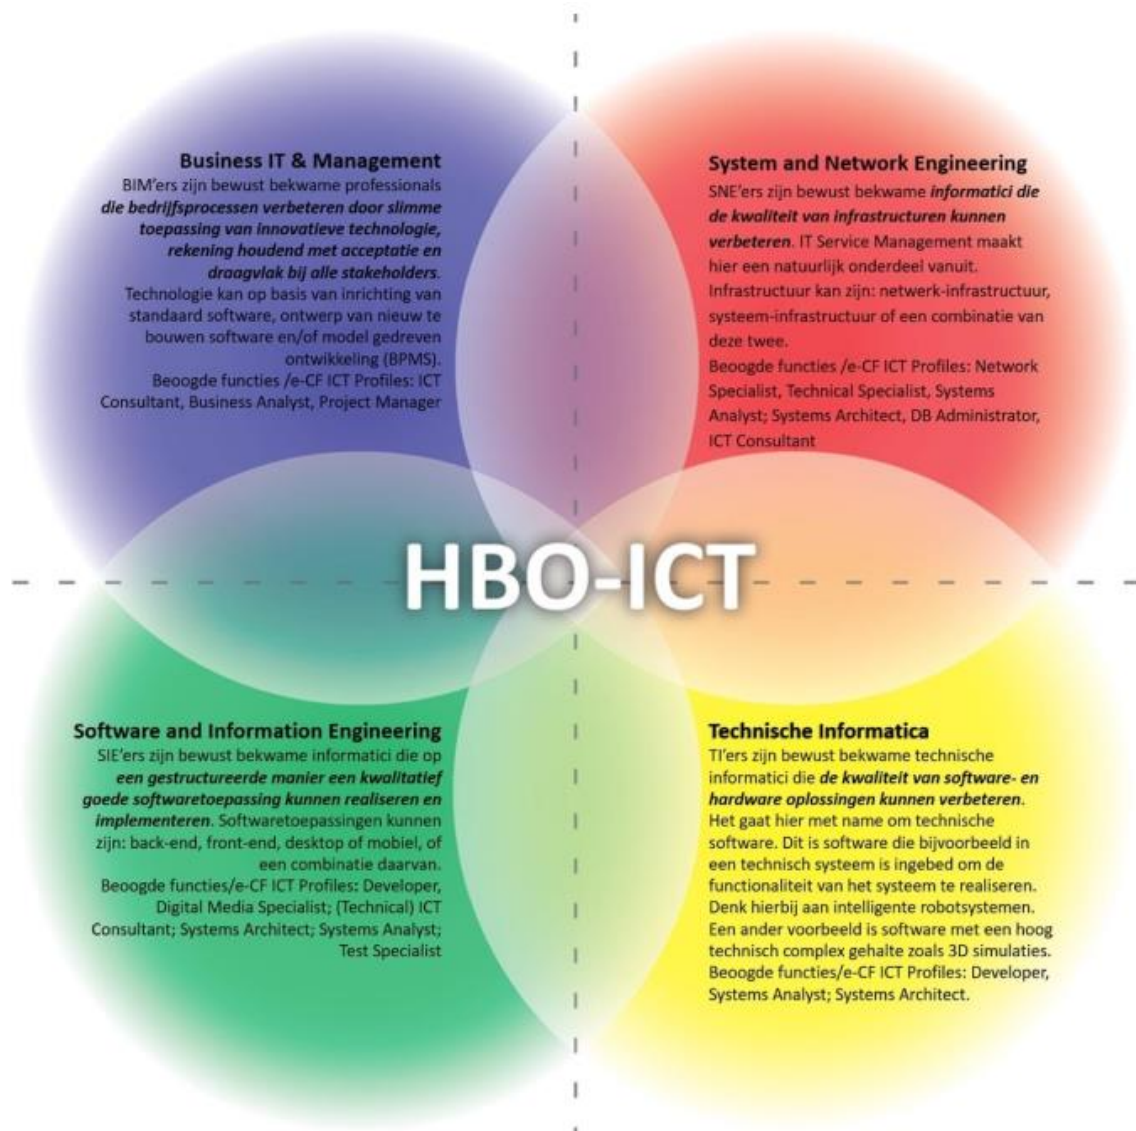 Business IT & Management
BIM'ers zijn bewust bekwame professionals
die bedrijfsprocessen verbeteren door slimme
toepassing van innovatieve technologie,
rekening houdend met acceptatie en
draagvlak bij alle stakeholders.
Technologie kan op basis van inrichting van
standaard software, ontwerp van nieuw te
bouwen software en/of model gedreven
ontwikkeling (BPMS).
Beoogde functies /e-CF ICT Profiles: ICT
Consultant, Business Analyst, Project Manager
System and Network Engineering
SNE'ers zijn bewust bekwame informatici die
de kwaliteit van infrastructuren kunnen
verbeteren. IT Service Management maakt
hier een natuurlijk onderdeel vanuit.
Infrastructuur kan zijn: netwerk-infrastructuur,
systeem-infrastructuur of een combinatie van
deze twee.
Beoogde functies /e-CF ICT Profiles: Network
Specialist, Technical Specialist, Systems
Analyst; Systems Architect, DB Administrator,
ICT Consultant
HBO-ICT
Software and Information Engineering
SIE'ers zijn bewust bekwame informatici die op
een gestructureerde manier een kwalitatief
goede softwaretoepassing kunnen realiseren en
implementeren. Softwaretoepassingen kunnen
zijn: back-end, front-end, desktop of mobiel, of
een combinatie daarvan.
Beoogde functies/e-CF ICT Profiles: Developer,
Digital Media Specialist; (Technical) ICT
Consultant; Systems Architect; Systems Analyst;
Test Specialist
Technische Informatica
TI'ers zijn bewust bekwame technische
informatici die de kwaliteit van software- en
hardware oplossingen kunnen verbeteren.
Het gaat hier met name om technische
software. Dit is software die bijvoorbeeld in
een technisch systeem is ingebed om de
functionaliteit van het systeem te realiseren.
Denk hierbij aan intelligente robotsystemen.
Een ander voorbeeld is software met een hoog
technisch complex gehalte zoals 3D simulaties.
Beoogde functies/e-CF ICT Profiles: Developer,
Systems Analyst; Systems Architect.